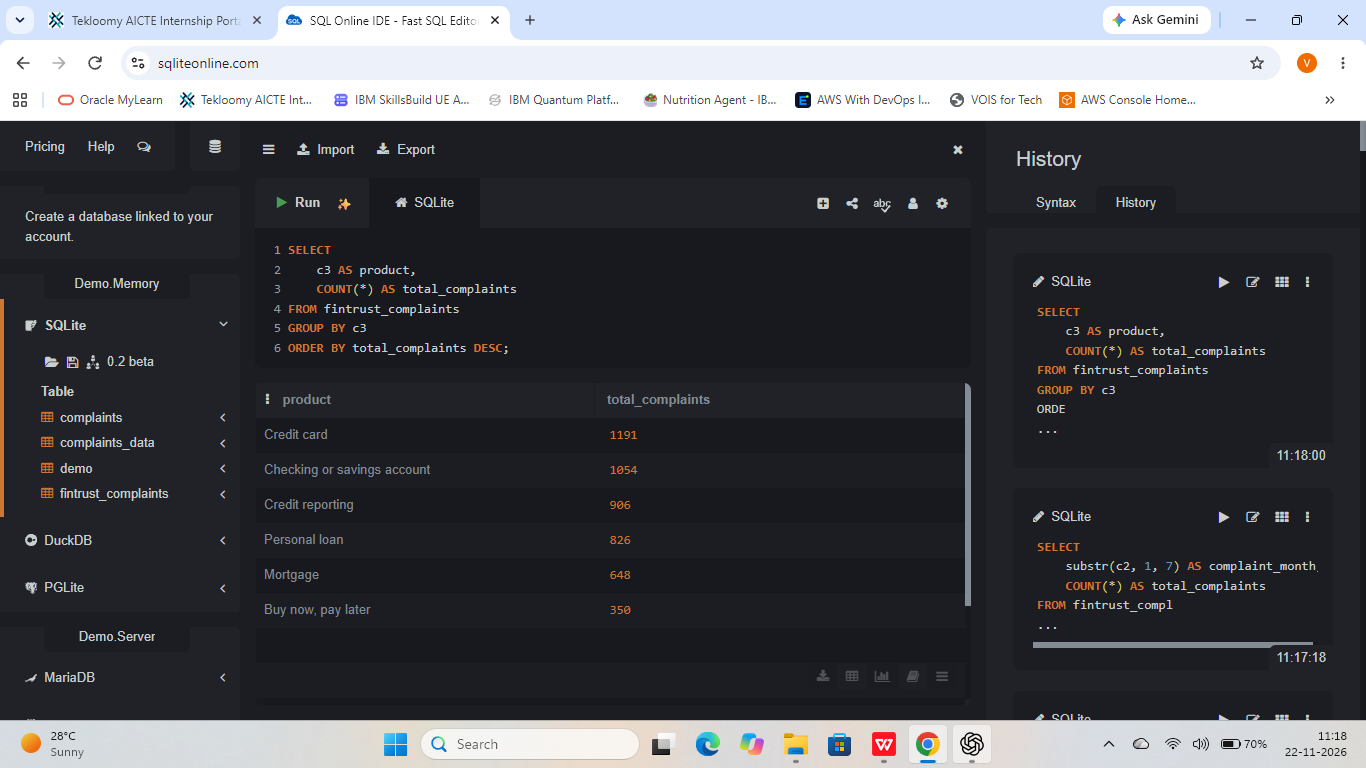 Tekloomy AICTE Internship Porta
SQL Online IDE - Fast SQL Editor
Ask Gemini
sqliteonline.com
V
Oracle MyLearn
Tekloomy AICTE Int...
IBM SkillsBuild UE A...
IBM Quantum Platf...
Nutrition Agent - IB...
AWS With DevOps I...
VOIS for Tech
AWS Console Home...
Pricing
Help
Create a database linked to your
account.
Demo.Memory
SQLite
0.2 beta
Table
complaints
complaints_data
demo
fintrust_complaints
DuckDB
PGLite
Demo.Server
MariaDB
Import
Export
Run
SQLite
abc
1 SELECT
2 c3 AS product,
3 COUNT(*) AS total_complaints
4 FROM fintrust_complaints
5 GROUP BY c3
6 ORDER BY total_complaints DESC;
product total_complaints
Credit card 1191
Checking or savings account 1054
Credit reporting 906
Personal loan 826
Mortgage 648
Buy now, pay later 350
History
Syntax
History
SQLite
SELECT
c3 AS product,
COUNT(*) AS total_complaints
FROM fintrust_complaints
GROUP BY c3
ORDE
...
11:18:00
SQLite
SELECT
substr(c2, 1, 7) AS complaint_month,
COUNT(*) AS total_complaints
FROM fintrust_compl
...
11:17:18
SQLite
28°C
Sunny
Search
70%
11:18
22-11-2026